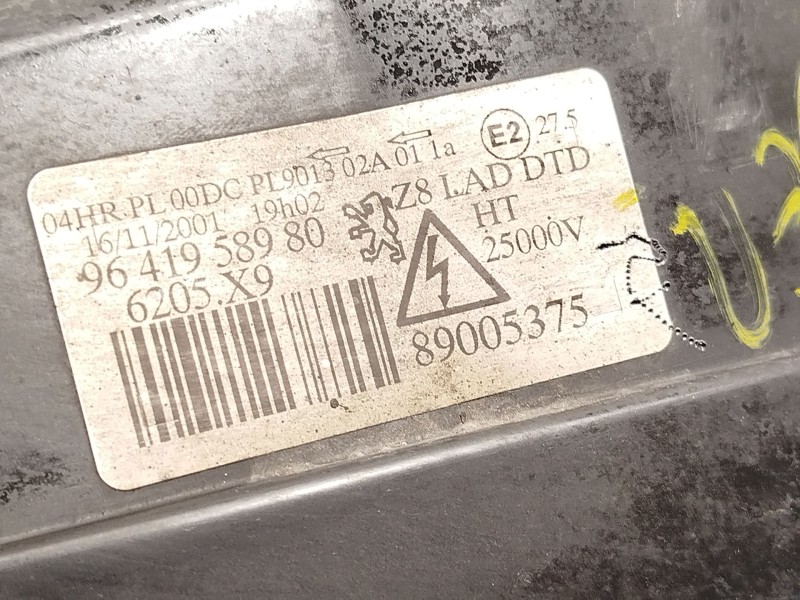 E2 27.5
04HR PL 00DC PL9013 02A 01 1a
16/11/2001 19h02 Z8 LAD DTD
96 419 589 80 HT
6205.X9 25000V
89005375